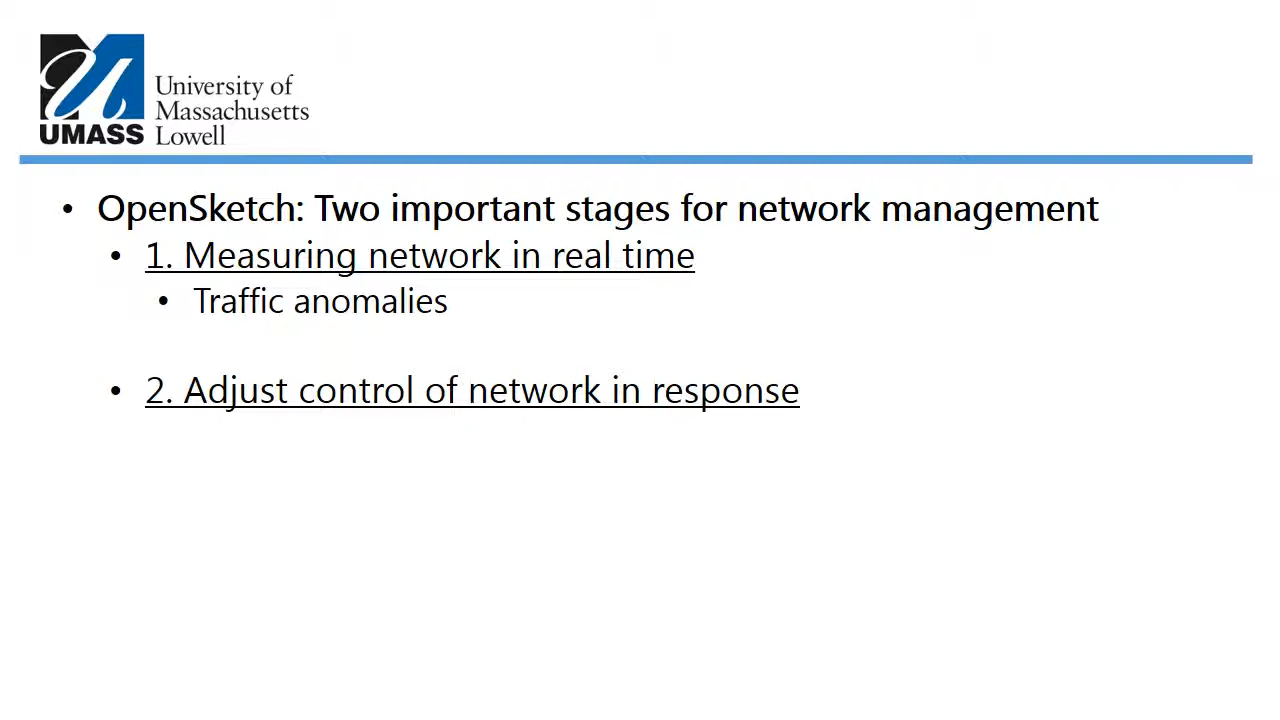 UMASS
University of
Massachusetts
Lowell
• OpenSketch: Two important stages for network management
• 1. Measuring network in real time
• Traffic anomalies
• 2. Adjust control of network in response